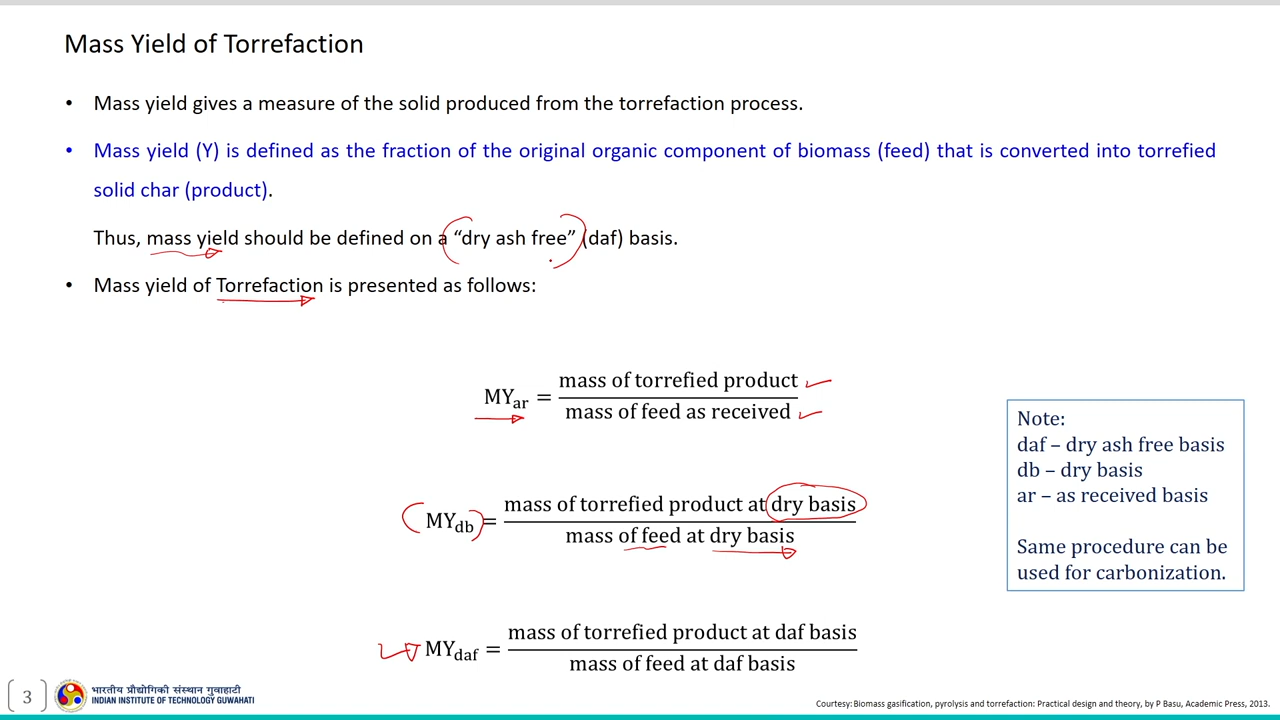 Mass Yield of Torrefaction
• Mass yield gives a measure of the solid produced from the torrefaction process.
• Mass yield (Y) is defined as the fraction of the original organic component of biomass (feed) that is converted into torrefied
solid char (product).
Thus, mass yield should be defined on a “dry ash free” (daf) basis.
• Mass yield of Torrefaction is presented as follows:
MYar = mass of torrefied product
mass of feed as received
MYdb = mass of torrefied product at dry basis
mass of feed at dry basis
MYdaf = mass of torrefied product at daf basis
mass of feed at daf basis
Note:
daf – dry ash free basis
db – dry basis
ar – as received basis
Same procedure can be
used for carbonization.
3
भारतीय प्रौद्योगिकी संस्थान गुवाहाटी
INDIAN INSTITUTE OF TECHNOLOGY GUWAHATI
Courtesy: Biomass gasification, pyrolysis and torrefaction: Practical design and theory, by P Basu, Academic Press, 2013.